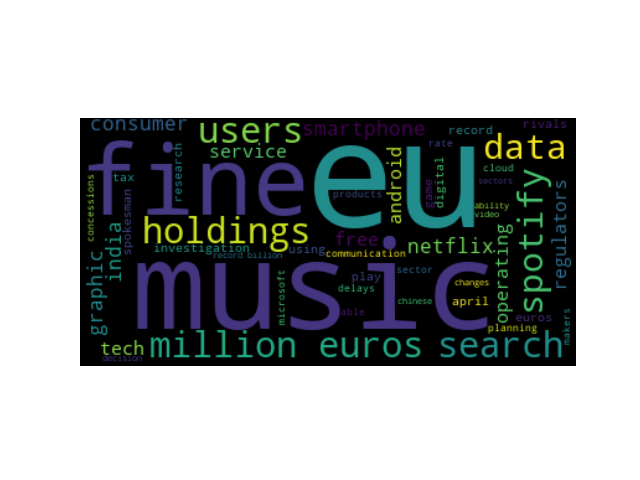 consumer
users
smartphone
record
rivals
fine
eu
service
research
tax
android
rate
data
cloud
digital
game
sectors
products
concessions
spokesman
india
holdings
ability
video
spotify
regulators
investigation
using
free
communication
netflix
operating
record billion
graphic
music
microsoft
play
sector
delays
changes
chinese
april
able
euros
planning
makers
tech
million euros
search
decision